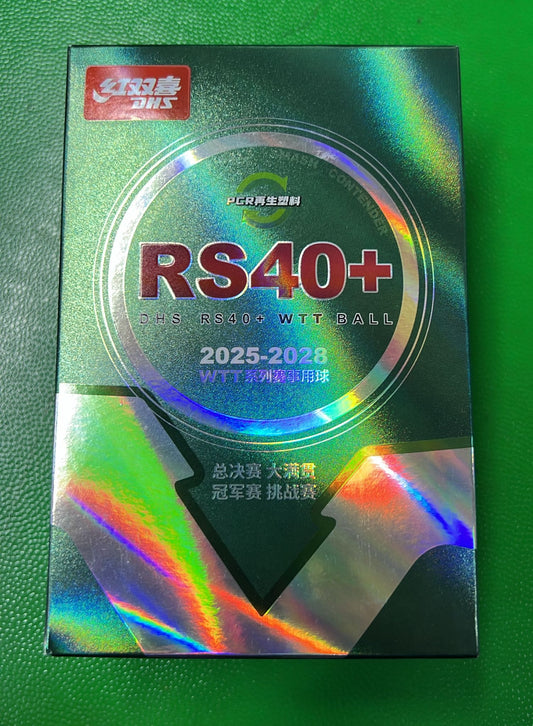 红双喜
DHS
CONTENDER
PCR再生塑料
RS40+
DHS RS40+ WTT BALL
2025-2028
WTT系列赛事用球
总决赛 大满贯
冠军赛 挑战赛